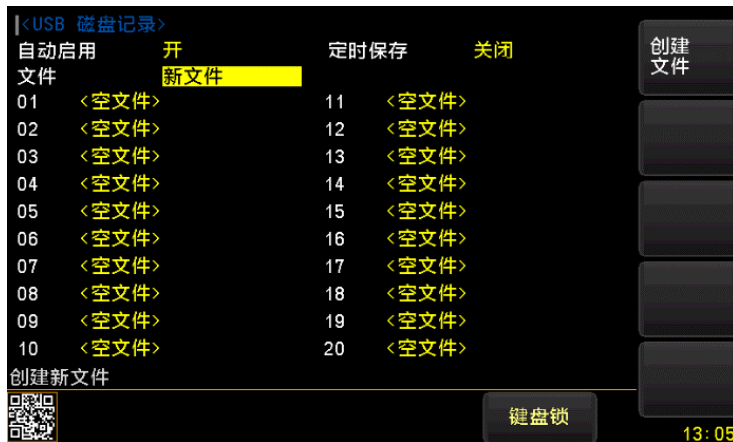 <USB 磁盘记录>
自动启用 开 定时保存 关闭
文件 新文件
01 <空文件> 11 <空文件>
02 <空文件> 12 <空文件>
03 <空文件> 13 <空文件>
04 <空文件> 14 <空文件>
05 <空文件> 15 <空文件>
06 <空文件> 16 <空文件>
07 <空文件> 17 <空文件>
08 <空文件> 18 <空文件>
09 <空文件> 19 <空文件>
10 <空文件> 20 <空文件>
创建新文件
创建
文件
键盘锁
13:05